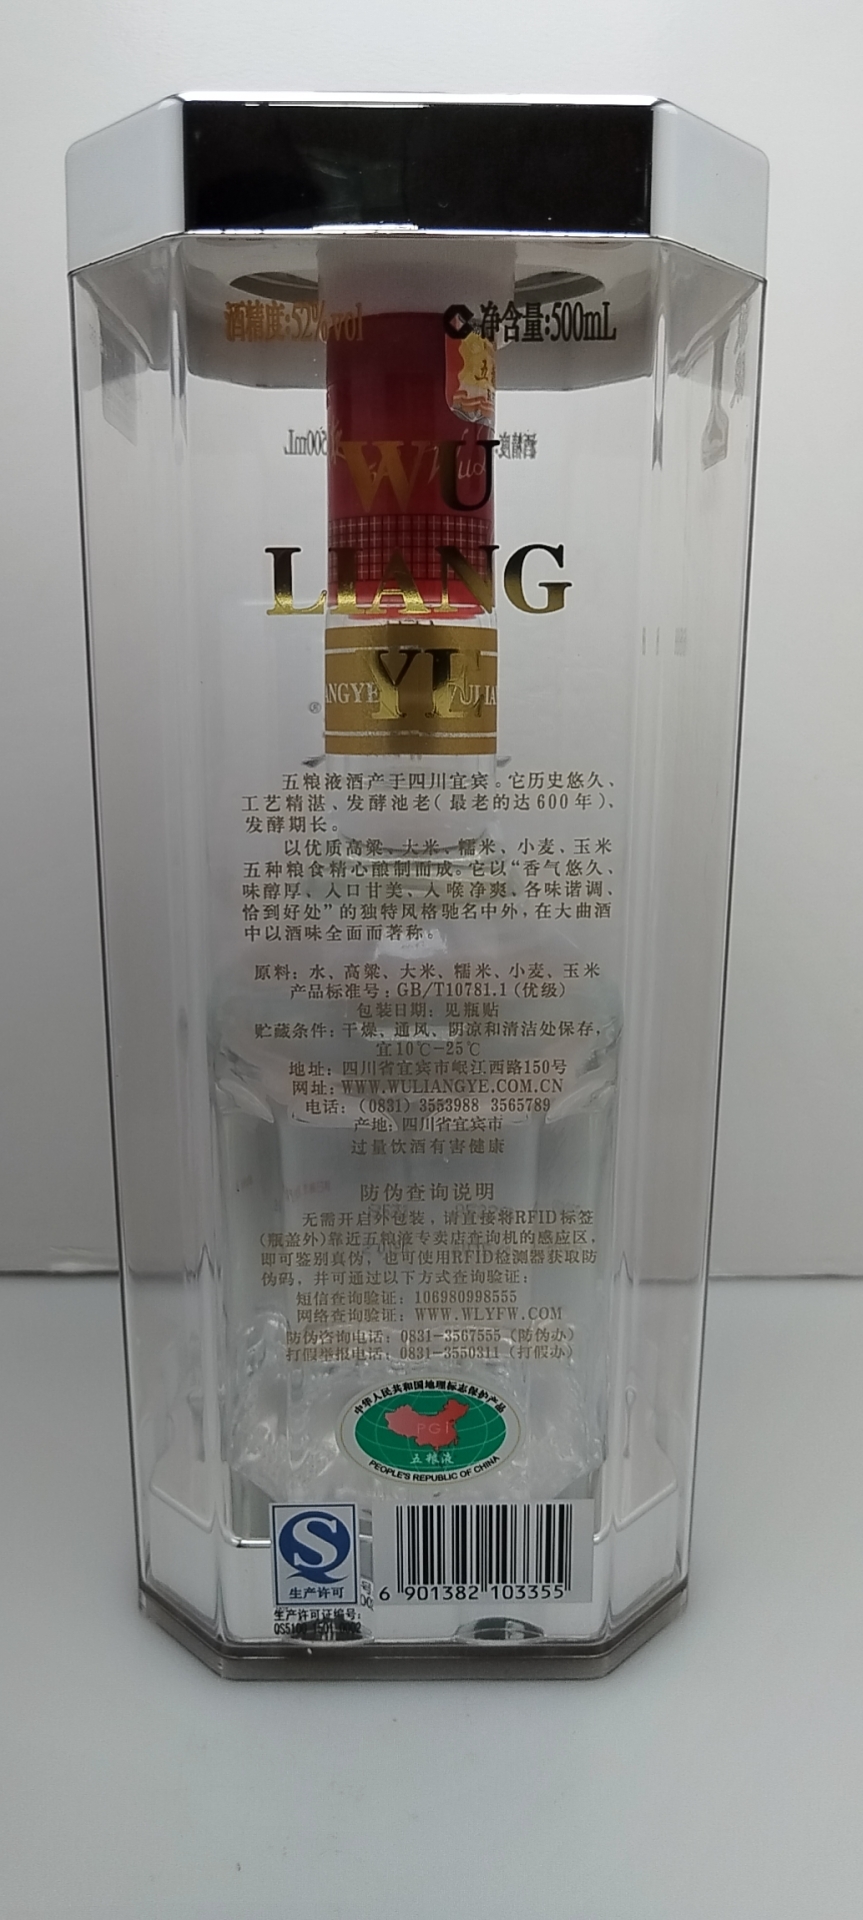 酒精度:52%vol 净含量:500mL
WU
LIANG
YE
®
五粮液酒产于四川宜宾。它历史悠久、
工艺精湛、发酵池老(最老的达600年)、
发酵期长。
以优质高粱、大米、糯米、小麦、玉米
五种粮食精心酿制而成。它以“香气悠久、
味醇厚、入口甘美、入喉净爽、各味谐调、
恰到好处”的独特风格驰名中外,在大曲酒
中以酒味全面而著称。
原料: 水、高粱、大米、糯米、小麦、玉米
产品标准号: GB/T10781.1 (优级)
包装日期: 见瓶贴
贮藏条件: 干燥、通风、阴凉和清洁处保存,
宜10℃-25℃
地址: 四川省宜宾市岷江西路150号
网址: WWW.WULIANGYE.COM.CN
电话: (0831) 3553988 3565789
产地: 四川省宜宾市
过量饮酒有害健康
防伪查询说明
无需开启外包装,请直接将RFID标签
(瓶盖外)靠近五粮液专卖店查询机的感应区,
即可鉴别真伪,也可使用RFID检测器获取防
伪码,并可通过以下方式查询验证:
短信查询验证: 106980998555
网络查询验证: WWW.WLYFW.COM
防伪咨询电话: 0831-3567555 (防伪办)
打假举报电话: 0831-3550311 (打假办)
中华人民共和国地理标志保护产品
PGI
五粮液
PEOPLE'S REPUBLIC OF CHINA
生产许可
生产许可证编号:
6 901382 103355